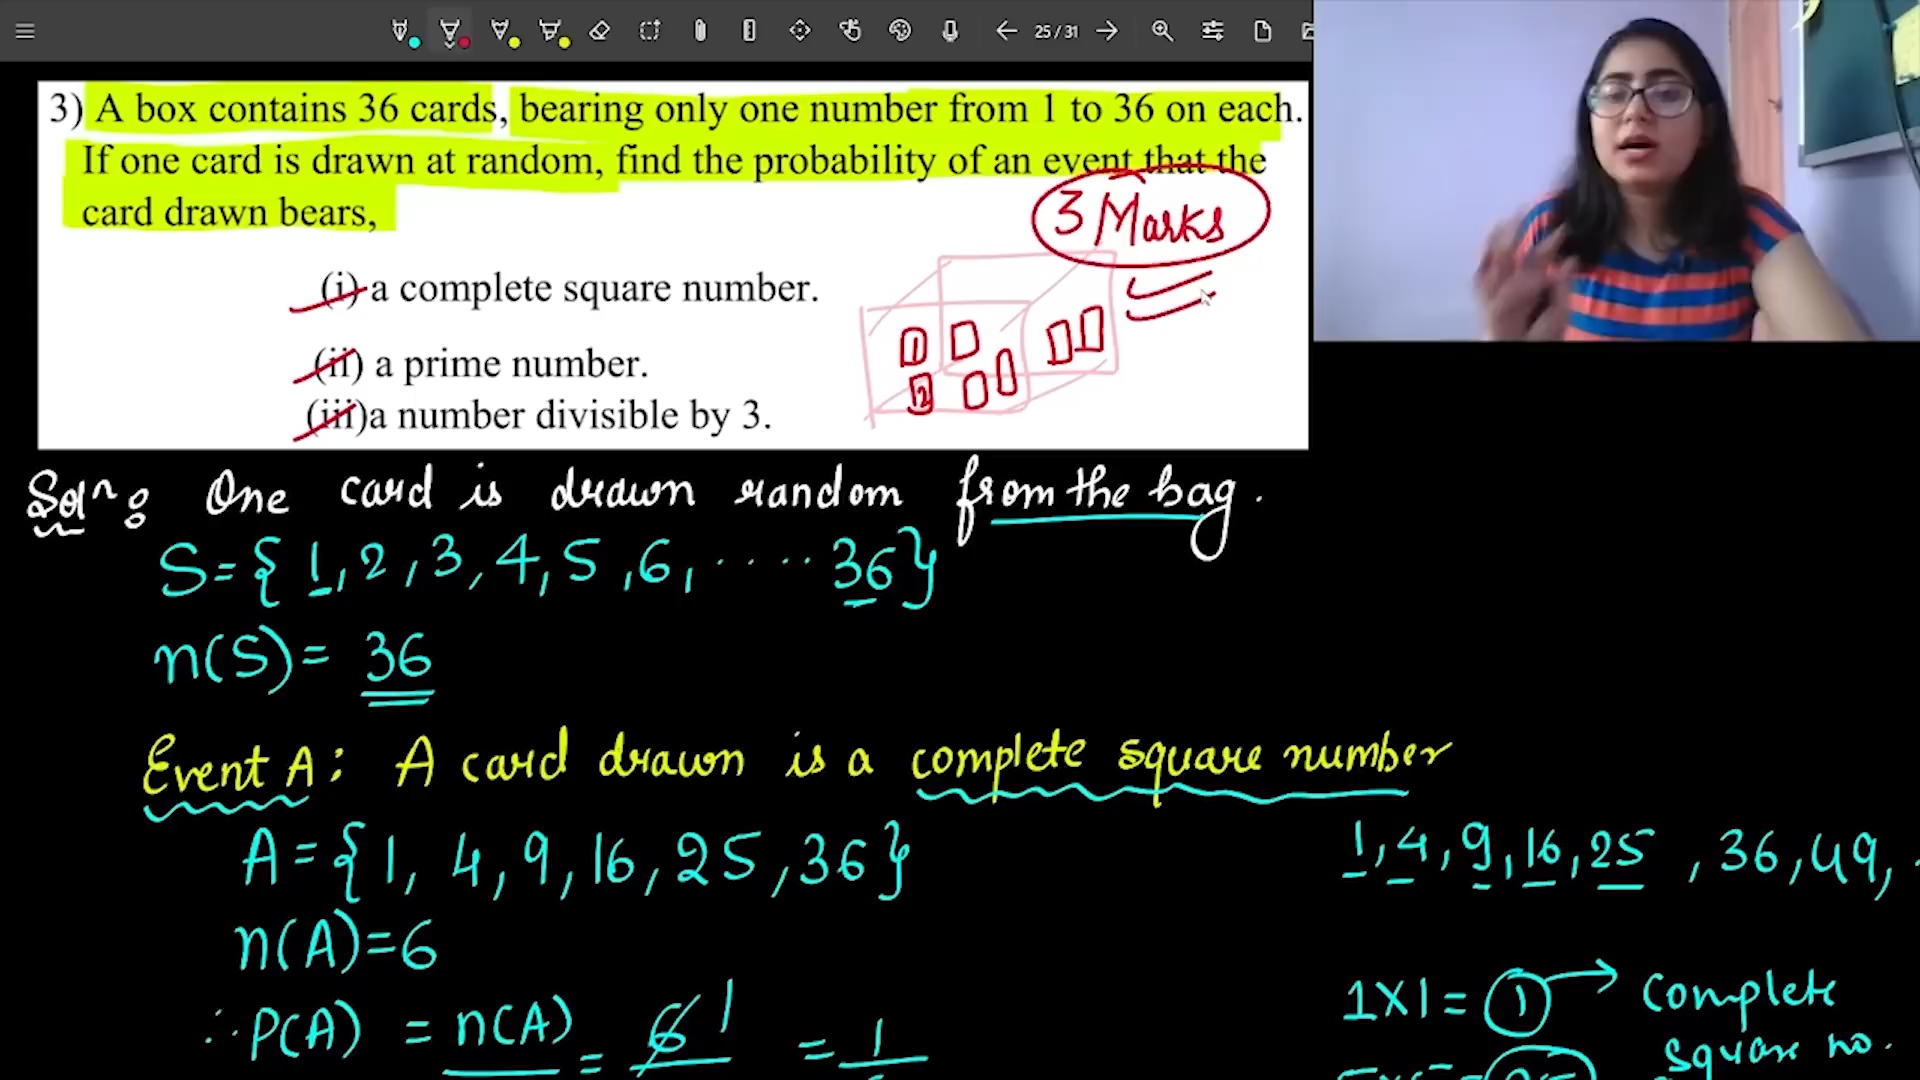 25/31
3) A box contains 36 cards, bearing only one number from 1 to 36 on each.
If one card is drawn at random, find the probability of an event that the
card drawn bears,
3 Marks
(i) a complete square number.
(ii) a prime number.
(iii)a number divisible by 3.
1
2
Solⁿ: One card is drawn random from the bag.
S={ 1, 2, 3, 4, 5, 6, ..... 36}
n(S)= 36
Event A: A card drawn is a complete square number
A={1, 4, 9, 16, 25, 36}
n(A)=6
∴ P(A) = n(A) = 6 1 = 1
1, 4, 9, 16, 25, 36, 49,
1X1= 1 → complete
square no.